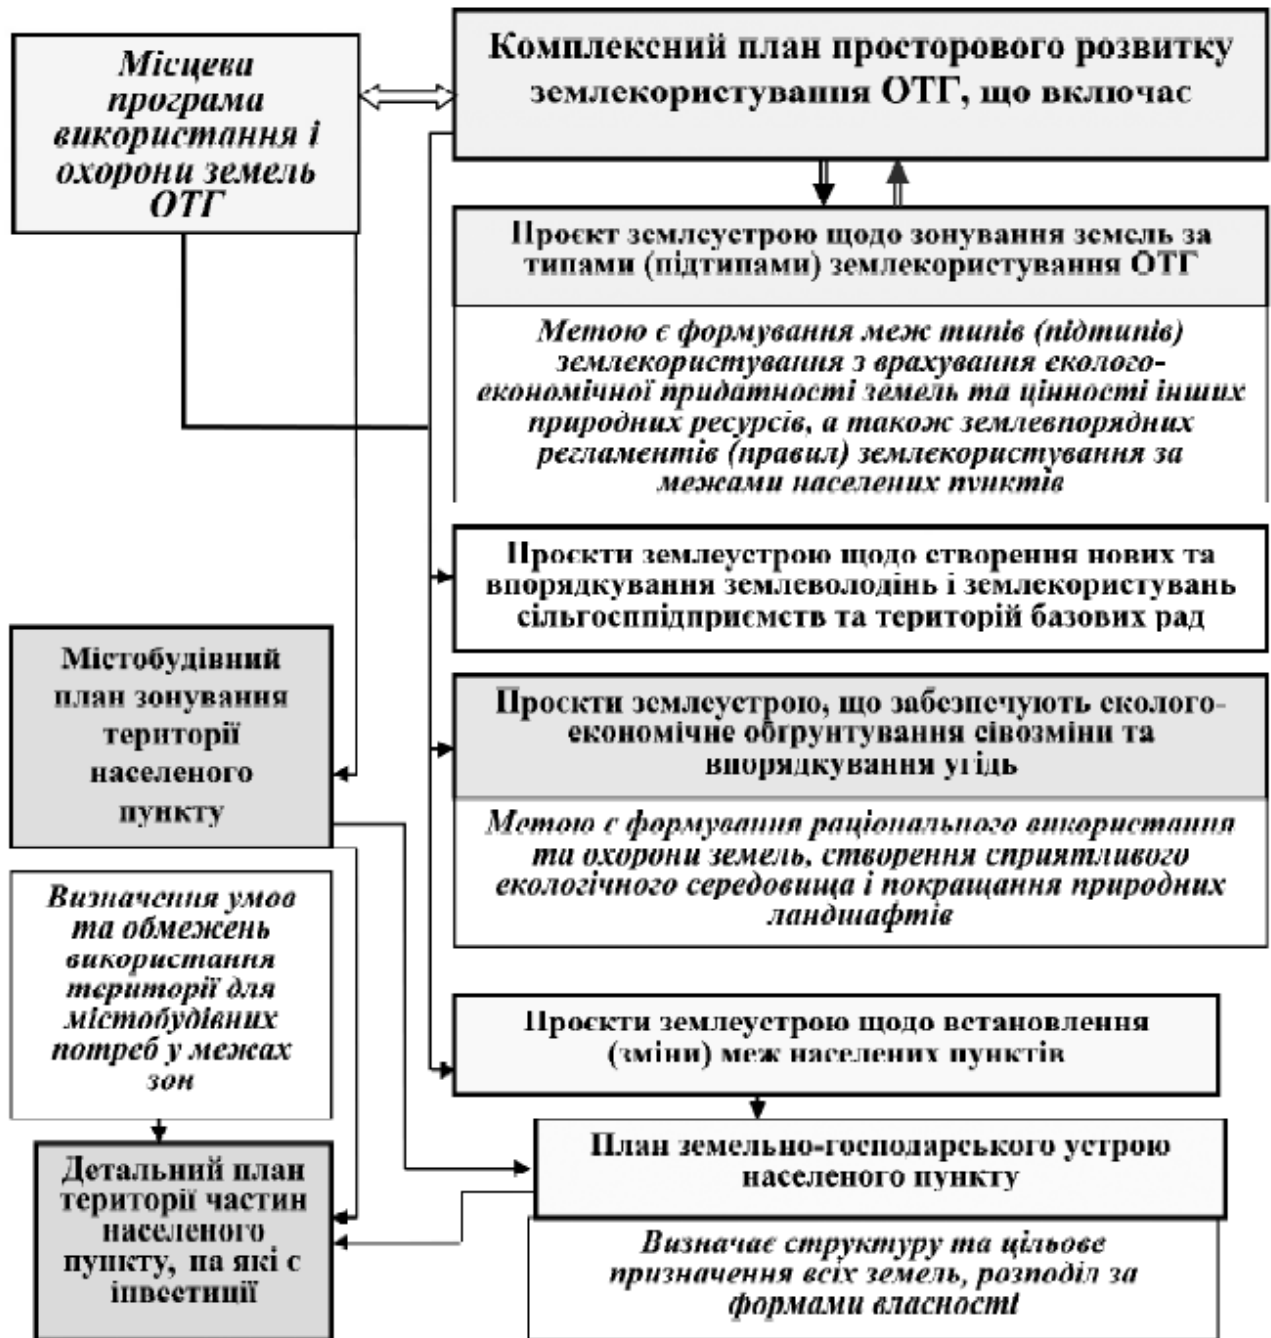 Місцева
програма
використання і
охорони земель
ОТГ
Комплексний план просторового розвитку
землекористування ОТГ, що включає
Проєкт землеустрою щодо зонування земель за
типами (підтипами) землекористування ОТГ
Метою є формування меж типів (підтипів)
землекористування з врахування еколого-
економічної придатності земель та цінності інших
природних ресурсів, а також землевпорядних
регламентів (правил) землекористування за
межами населених пунктів
Проєкти землеустрою щодо створення нових та
впорядкування землеволодінь і землекористувань
сільгосппідприємств та територій базових рад
Містобудівний
план зонування
території
населеного
пункту
Проєкти землеустрою, що забезпечують еколого-
економічне обґрунтування сівозміни та
впорядкування угідь
Метою є формування раціонального використання
та охорони земель, створення сприятливого
екологічного середовища і покращання природних
ландшафтів
Визначення умов
та обмежень
використання
території для
містобудівних
потреб у межах
зон
Проєкти землеустрою щодо встановлення
(зміни) меж населених пунктів
Детальний план
території частин
населеного
пункту, на які є
інвестиції
План земельно-господарського устрою
населеного пункту
Визначає структуру та цільове
призначення всіх земель, розподіл за
формами власності